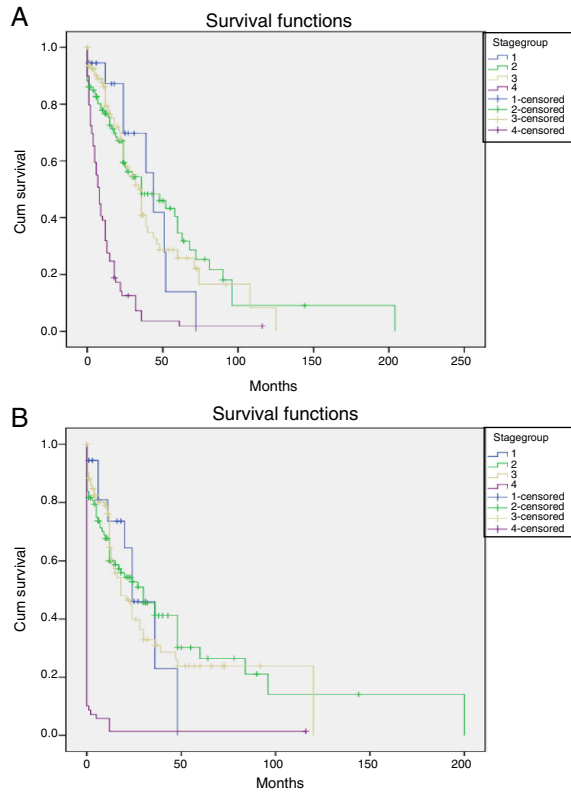 A
Survival functions
Cum survival
1.0
0.8
0.6
0.4
0.2
0.0
0
50
100
150
200
250
Months
Stagegroup
1
2
3
4
1-censored
2-censored
3-censored
4-censored
B
Survival functions
Cum survival
1.0
0.8
0.6
0.4
0.2
0.0
0
50
100
150
200
Months
Stagegroup
1
2
3
4
1-censored
2-censored
3-censored
4-censored